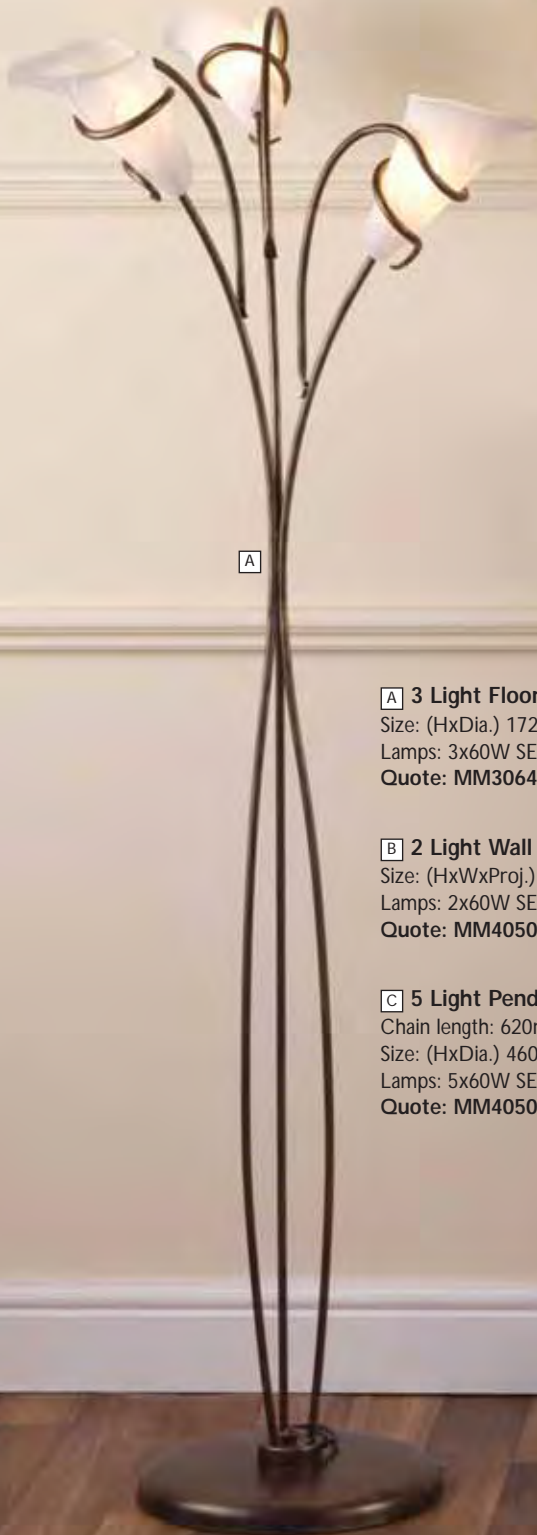 A
A 3 Light Floor
Size: (HxDia.) 172
Lamps: 3x60W SE
Quote: MM3064
B 2 Light Wall
Size: (HxWxProj.)
Lamps: 2x60W SE
Quote: MM4050
C 5 Light Pend
Chain length: 620
Size: (HxDia.) 460
Lamps: 5x60W SE
Quote: MM4050